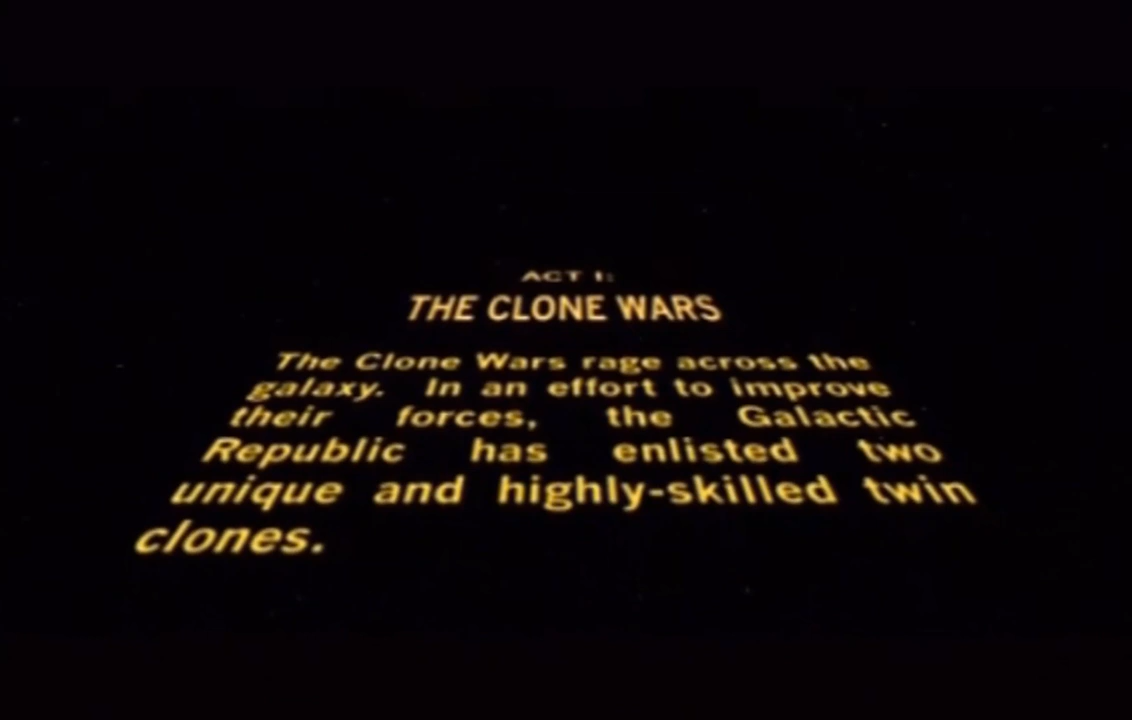 ACT I:
THE CLONE WARS
The Clone Wars rage across the
galaxy. In an effort to improve
their forces, the Galactic
Republic has enlisted two
unique and highly-skilled twin
clones.